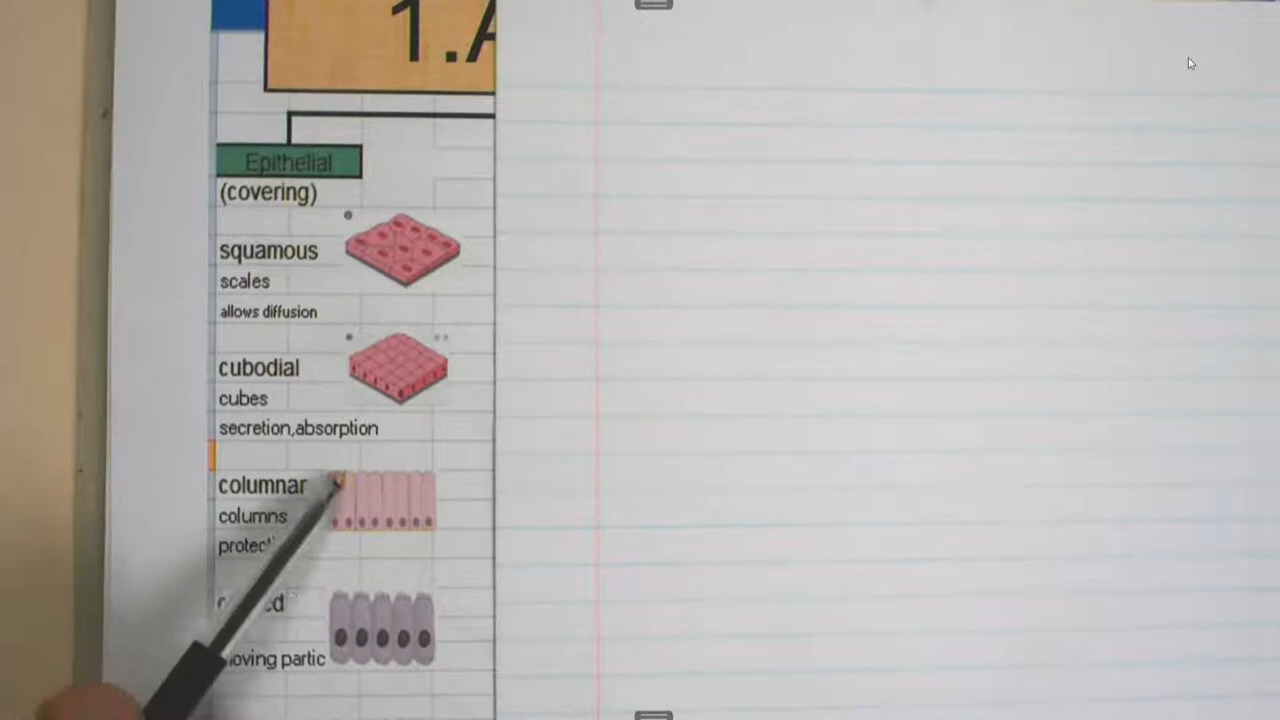 1.A
Epithelial
(covering)
squamous
scales
allows diffusion
cubodial
cubes
secretion,absorption
columnar
columns